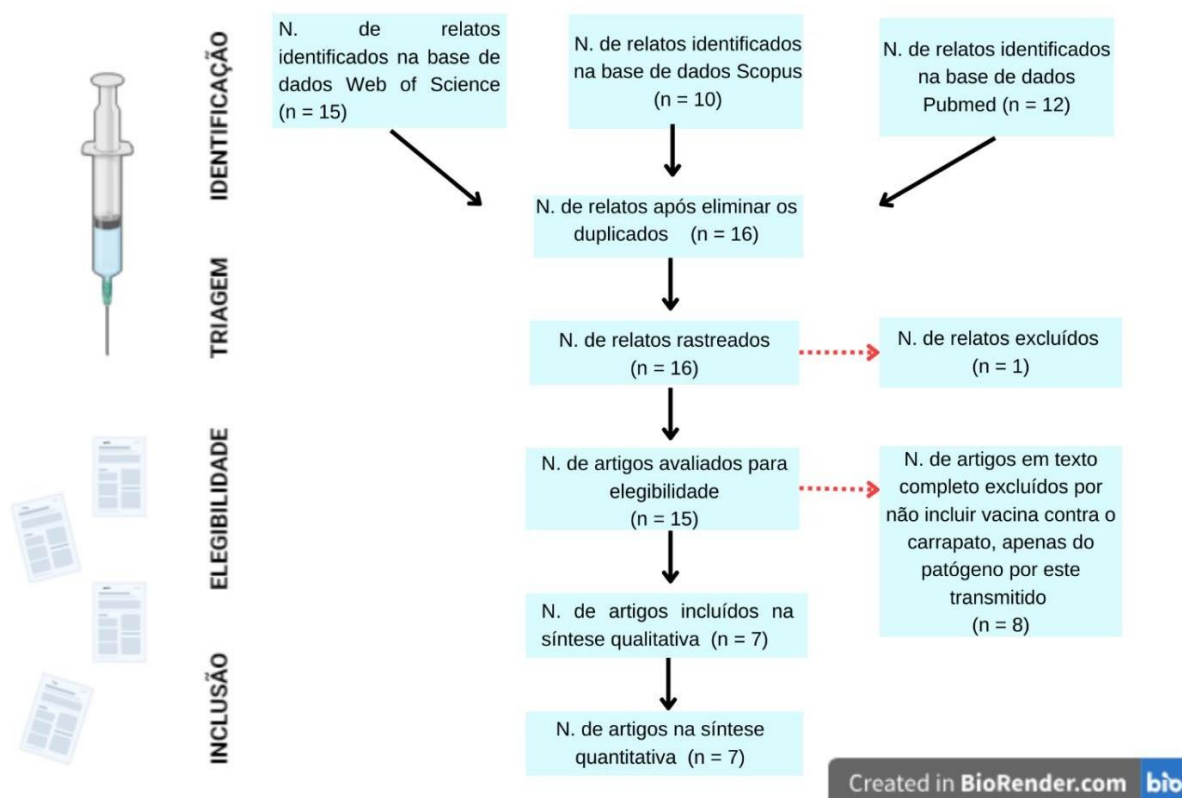 IDENTIFICAÇÃO
N. de relatos
identificados na base de
dados Web of Science
(n = 15)
N. de relatos identificados
na base de dados Scopus
(n = 10)
N. de relatos identificados
na base de dados
Pubmed (n = 12)
N. de relatos após eliminar os
duplicados (n = 16)
TRIAGEM
N. de relatos rastreados
(n = 16)
N. de relatos excluídos
(n = 1)
ELEGIBILIDADE
N. de artigos avaliados para
elegibilidade
(n = 15)
N. de artigos em texto
completo excluídos por
não incluir vacina contra o
carrapato, apenas do
patógeno por este
transmitido
(n = 8)
N. de artigos incluídos na
síntese qualitativa (n = 7)
INCLUSÃO
N. de artigos na síntese
quantitativa (n = 7)
Created in BioRender.com bio